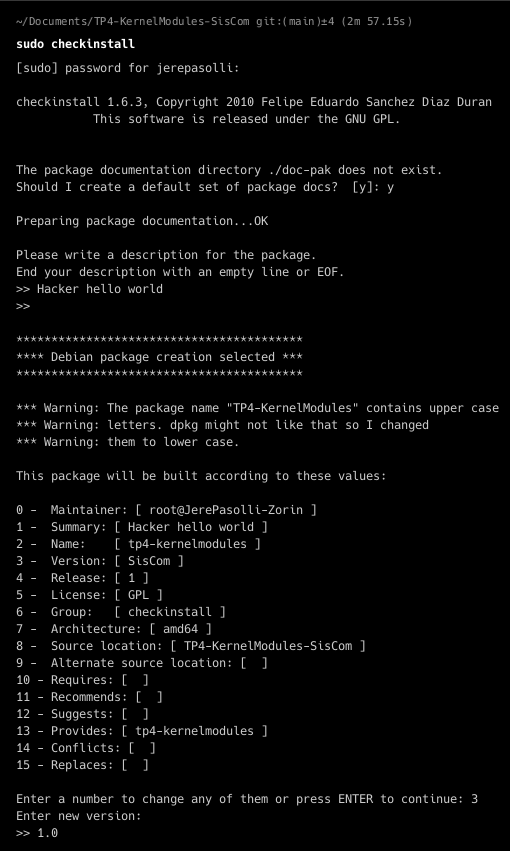 ~/Documents/TP4-KernelModules-SisCom git:(main)±4 (2m 57.15s)
sudo checkinstall
[sudo] password for jerepasolli:
checkinstall 1.6.3, Copyright 2010 Felipe Eduardo Sanchez Diaz Duran
This software is released under the GNU GPL.
The package documentation directory ./doc-pak does not exist.
Should I create a default set of package docs?  [y]: y
Preparing package documentation...OK
Please write a description for the package.
End your description with an empty line or EOF.
>> Hacker hello world
>>
*****************************************
**** Debian package creation selected ***
*****************************************
*** Warning: The package name "TP4-KernelModules" contains upper case
*** Warning: letters. dpkg might not like that so I changed
*** Warning: them to lower case.
This package will be built according to these values:
0 -  Maintainer: [ root@JerePasolli-Zorin ]
1 -  Summary: [ Hacker hello world ]
2 -  Name:    [ tp4-kernelmodules ]
3 -  Version: [ SisCom ]
4 -  Release: [ 1 ]
5 -  License: [ GPL ]
6 -  Group:   [ checkinstall ]
7 -  Architecture: [ amd64 ]
8 -  Source location: [ TP4-KernelModules-SisCom ]
9 -  Alternate source location: [  ]
10 - Requires: [  ]
11 - Recommends: [  ]
12 - Suggests: [  ]
13 - Provides: [ tp4-kernelmodules ]
14 - Conflicts: [  ]
15 - Replaces: [  ]
Enter a number to change any of them or press ENTER to continue: 3
Enter new version:
>> 1.0